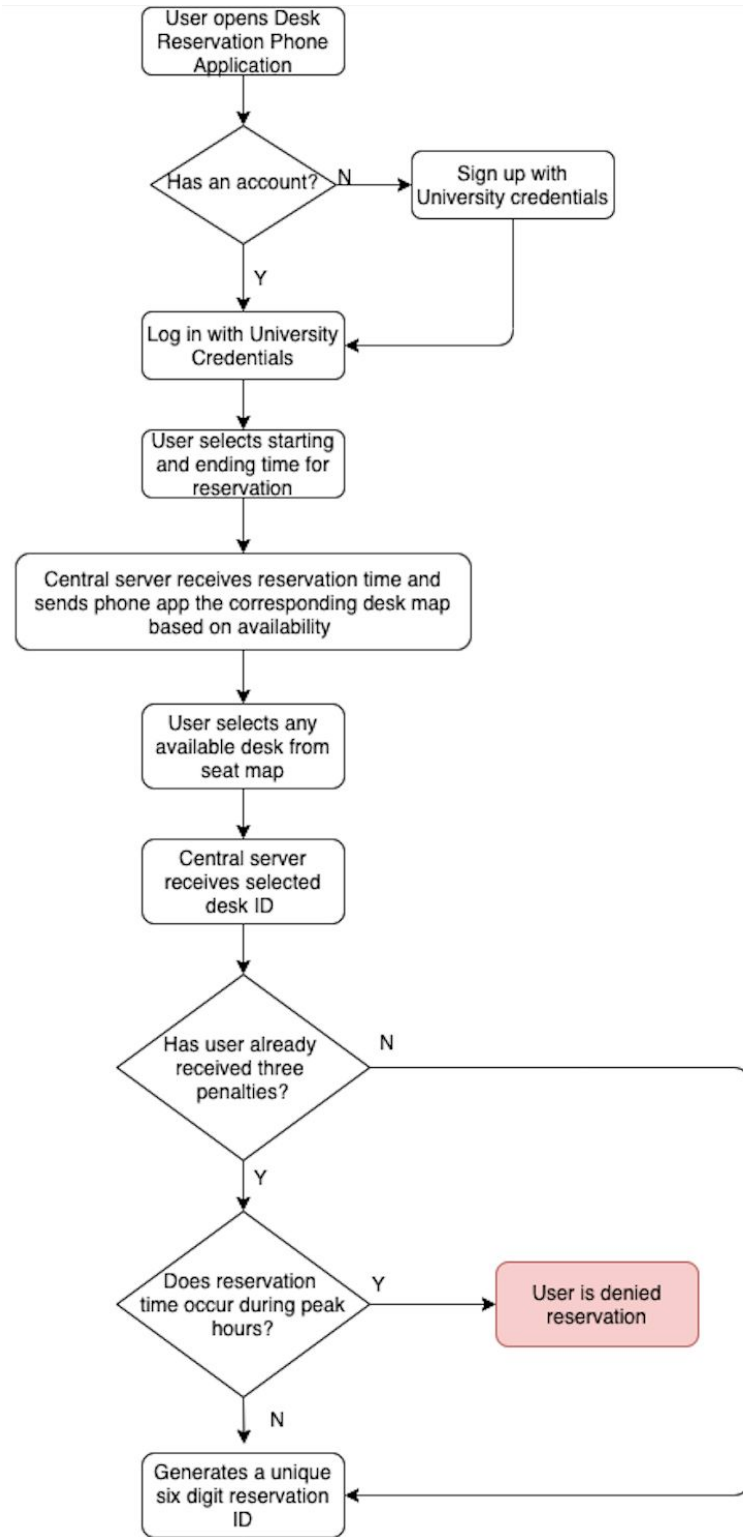 User opens Desk
Reservation Phone
Application
Has an account?
N
Sign up with
University credentials
Y
Log in with University
Credentials
User selects starting
and ending time for
reservation
Central server receives reservation time and
sends phone app the corresponding desk map
based on availability
User selects any
available desk from
seat map
Central server
receives selected
desk ID
Has user already
received three
penalties?
N
Y
Does reservation
time occur during peak
hours?
Y
User is denied
reservation
N
Generates a unique
six digit reservation
ID